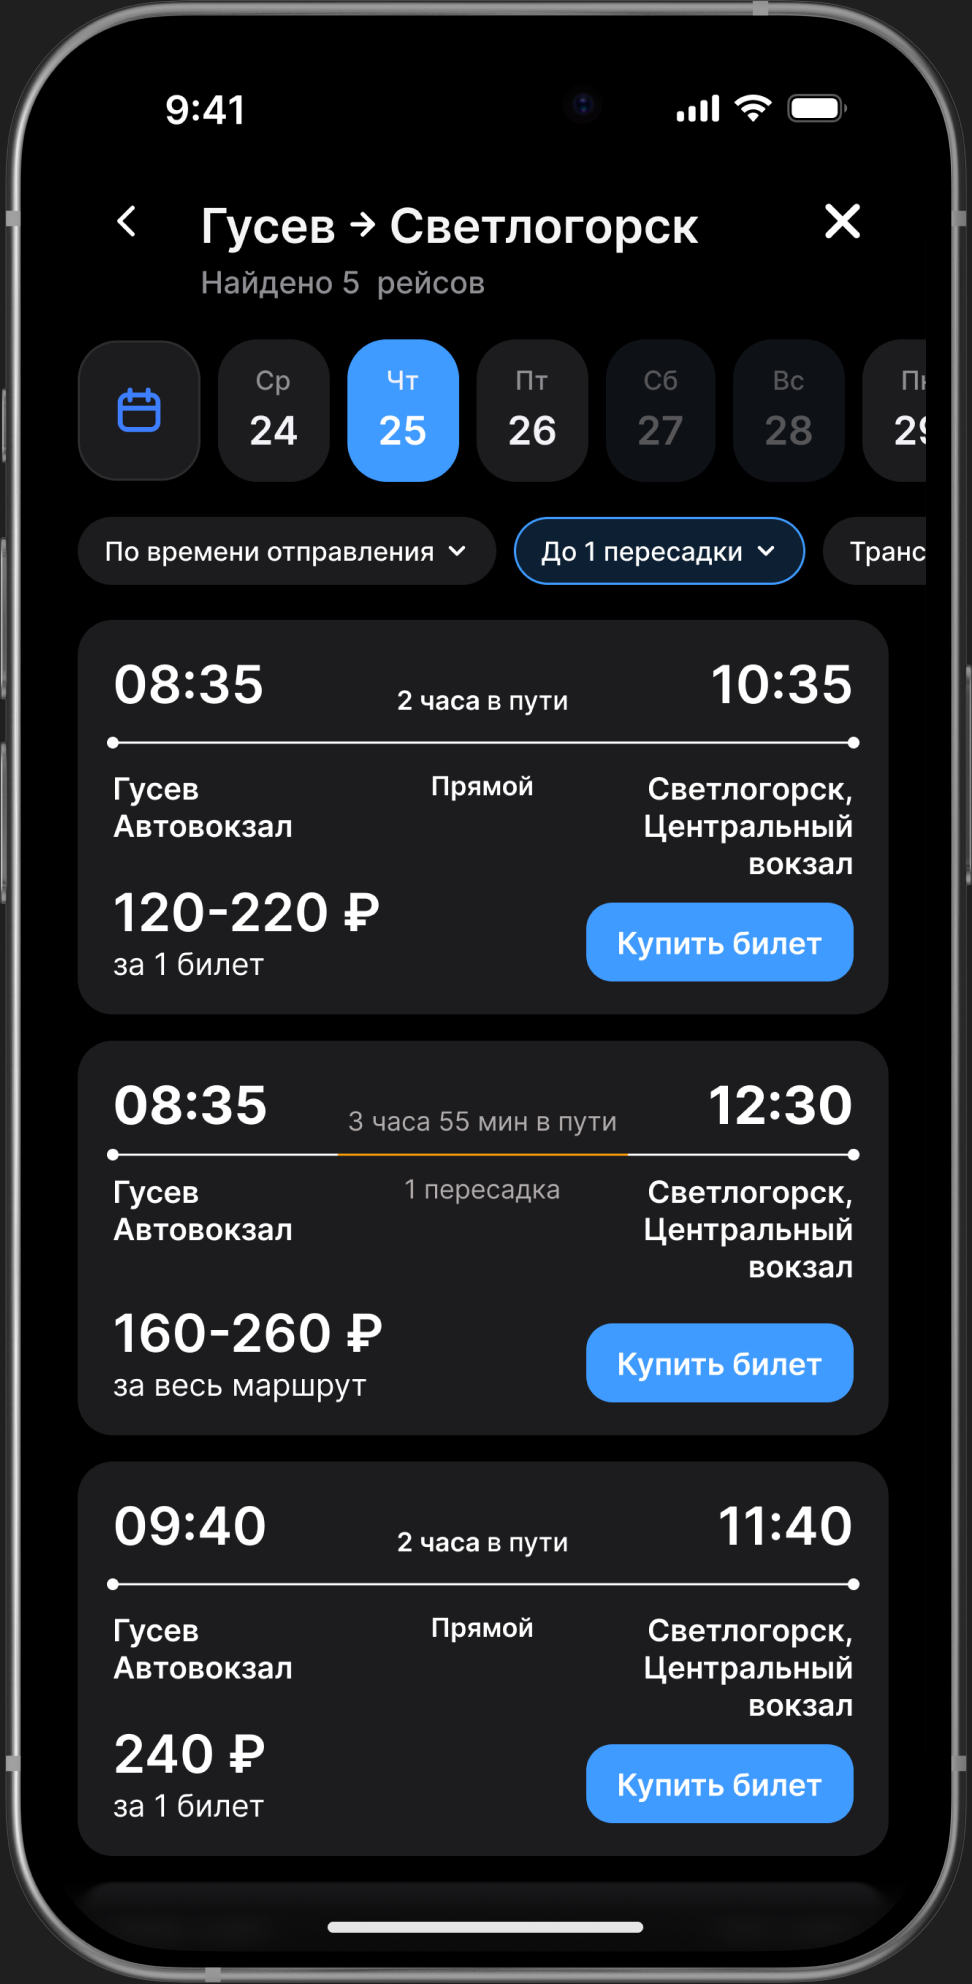 9:41
Гусев → Светлогорск
Найдено 5 рейсов
Ср Чт Пт Сб Вс
24 25 26 27 28
По времени отправления До 1 пересадки
08:35 2 часа в пути 10:35
Гусев Прямой Светлогорск,
Автовокзал Центральный
вокзал
120-220 ₽
за 1 билет Купить билет
08:35 3 часа 55 мин в пути 12:30
Гусев 1 пересадка Светлогорск,
Автовокзал Центральный
вокзал
160-260 ₽
за весь маршрут Купить билет
09:40 2 часа в пути 11:40
Гусев Прямой Светлогорск,
Автовокзал Центральный
вокзал
240 ₽
за 1 билет Купить билет